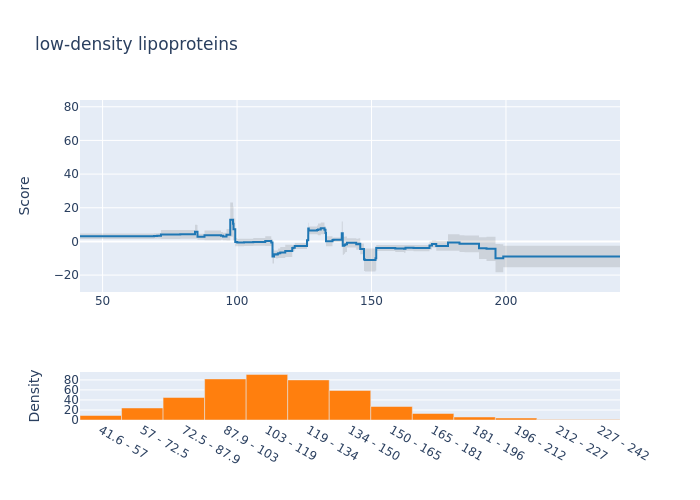 low-density lipoproteins
80
60
40
20
0
−20
Score
50
100
150
200
80
60
40
20
0
Density
41.6 - 57
57 - 72.5
72.5 - 87.9
87.9 - 103
103 - 119
119 - 134
134 - 150
150 - 165
165 - 181
181 - 196
196 - 212
212 - 227
227 - 242